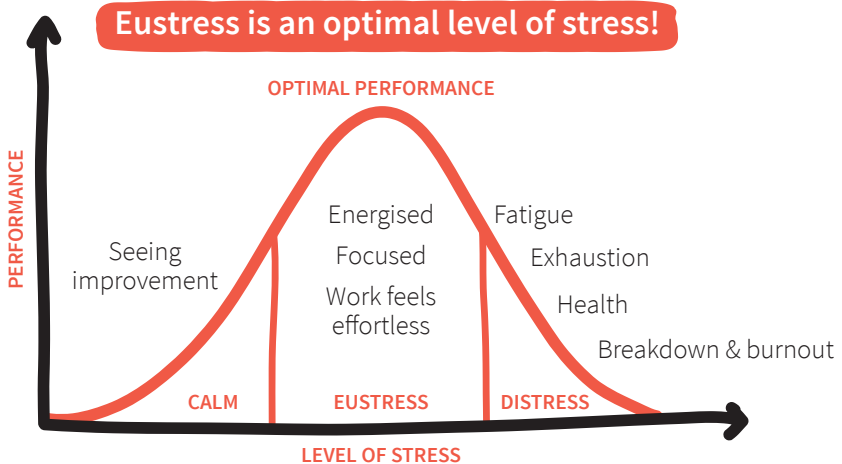 Eustress is an optimal level of stress!
OPTIMAL PERFORMANCE
PERFORMANCE
Seeing
improvement
Energised
Focused
Work feels
effortless
Fatigue
Exhaustion
Health
Breakdown & burnout
CALM
EUSTRESS
DISTRESS
LEVEL OF STRESS